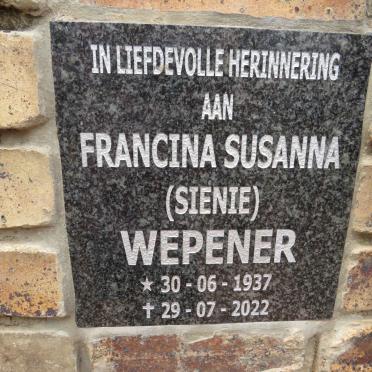 IN LIEFDEVOLLE HERINNERING
AAN
FRANCINA SUSANNA
(SIENIE)
WEPENER
★ 30 - 06 - 1937
✝ 29 - 07 - 2022